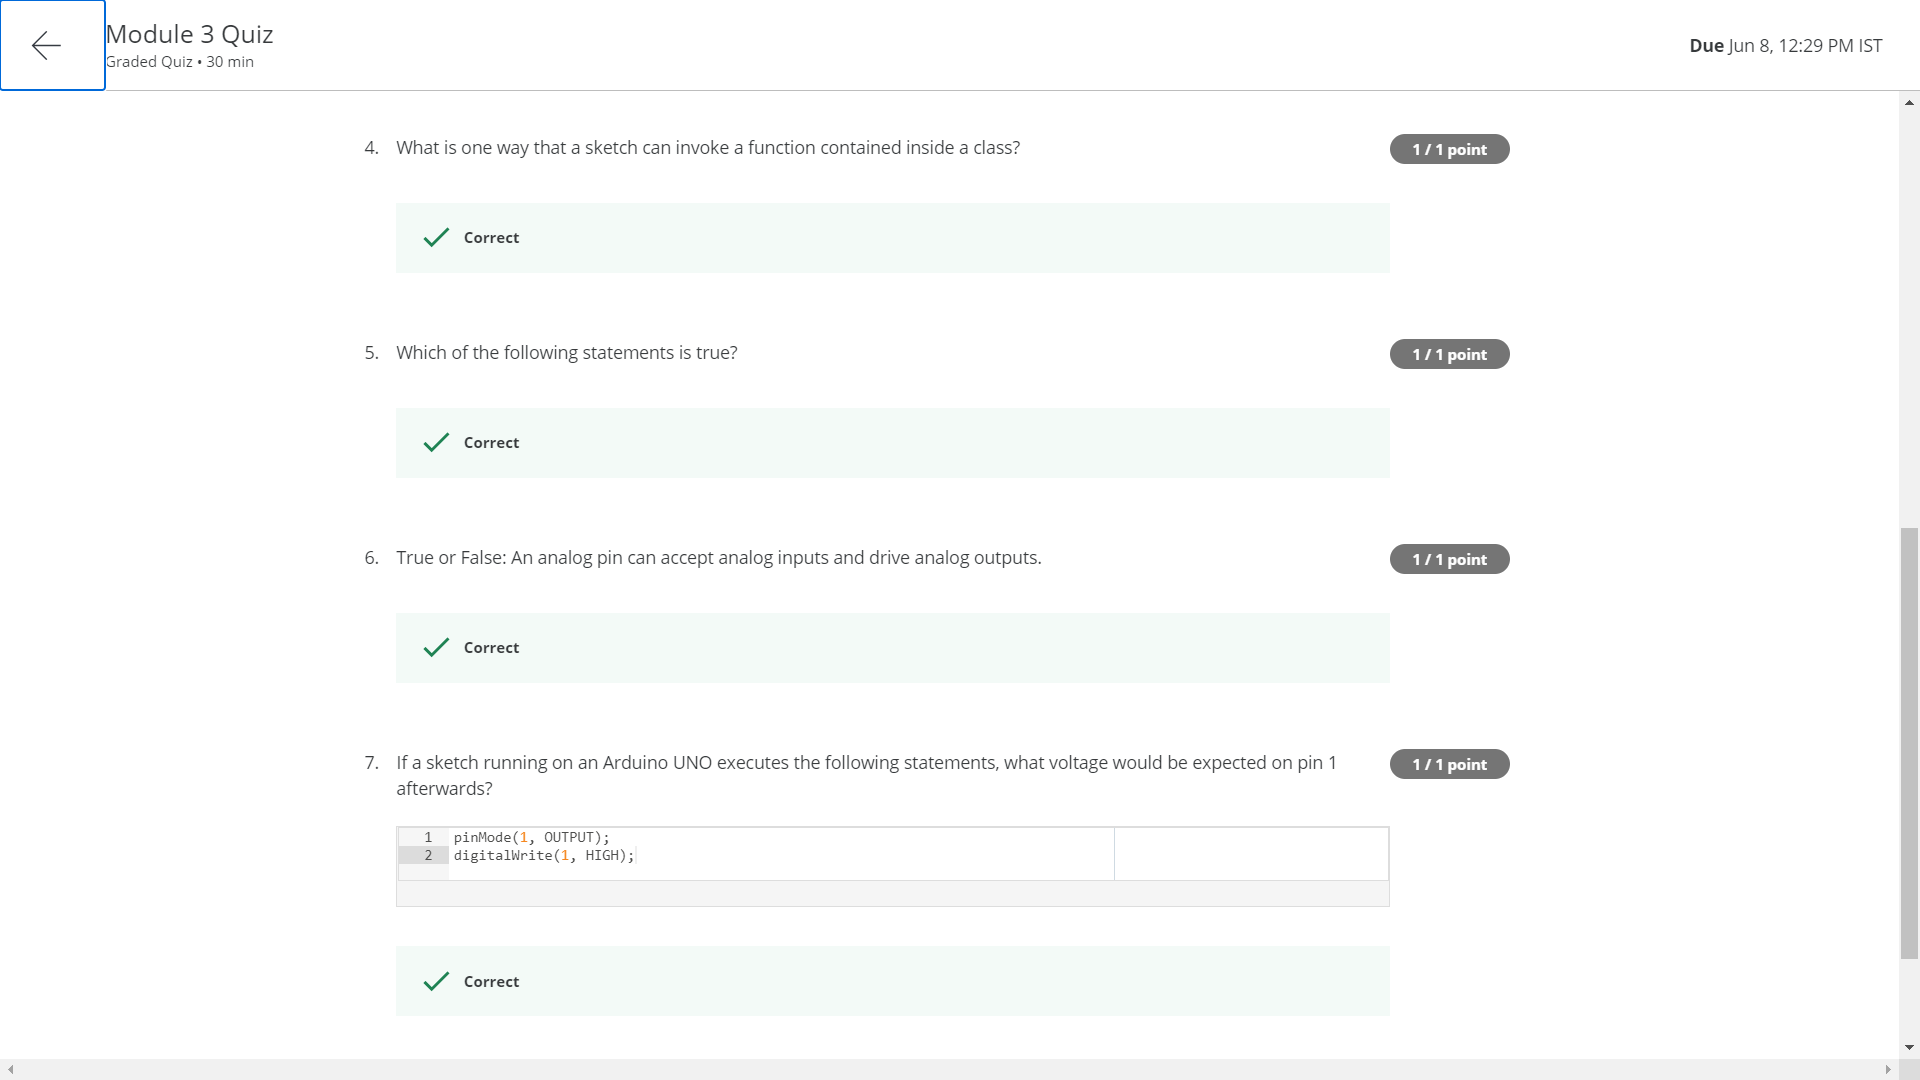 Module 3 Quiz
Graded Quiz • 30 min
Due Jun 8, 12:29 PM IST
4. What is one way that a sketch can invoke a function contained inside a class?
1 / 1 point
Correct
5. Which of the following statements is true?
1 / 1 point
Correct
6. True or False: An analog pin can accept analog inputs and drive analog outputs.
1 / 1 point
Correct
7. If a sketch running on an Arduino UNO executes the following statements, what voltage would be expected on pin 1
afterwards?
1 / 1 point
1 pinMode(1, OUTPUT);
2 digitalWrite(1, HIGH);
Correct